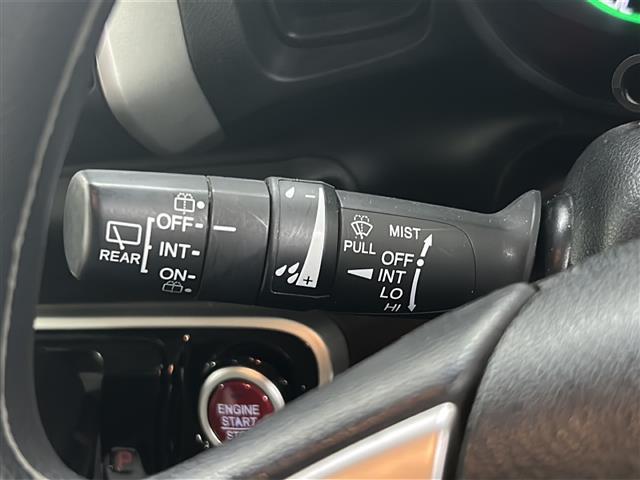 OFF
INT
ON
REAR
-
+
PULL
MIST
OFF
INT
LO
HI
ENGINE
START
P